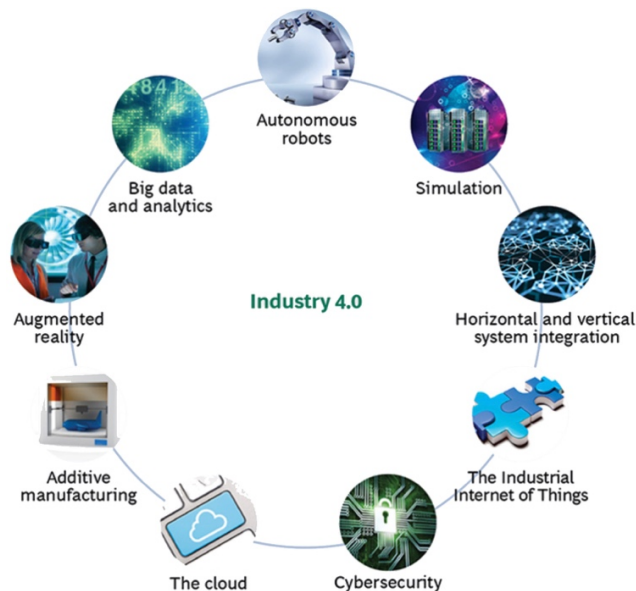 Autonomous
robots
Simulation
Horizontal and vertical
system integration
The Industrial
Internet of Things
Cybersecurity
The cloud
Additive
manufacturing
Augmented
reality
Big data
and analytics
Industry 4.0